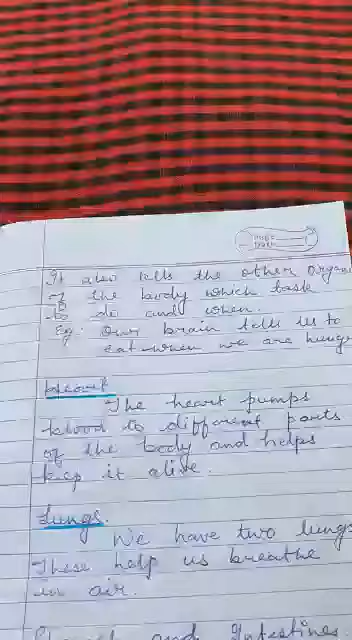 It also tells the other organ
of the body which task
to do and when.
Eg. Our brain tells us to
eat when we are hung
Heart
The heart pumps
blood to different parts
of the body and helps
keep it alive.
Lungs.
We have two lungs
These help us breathe
in air.
and Intestines